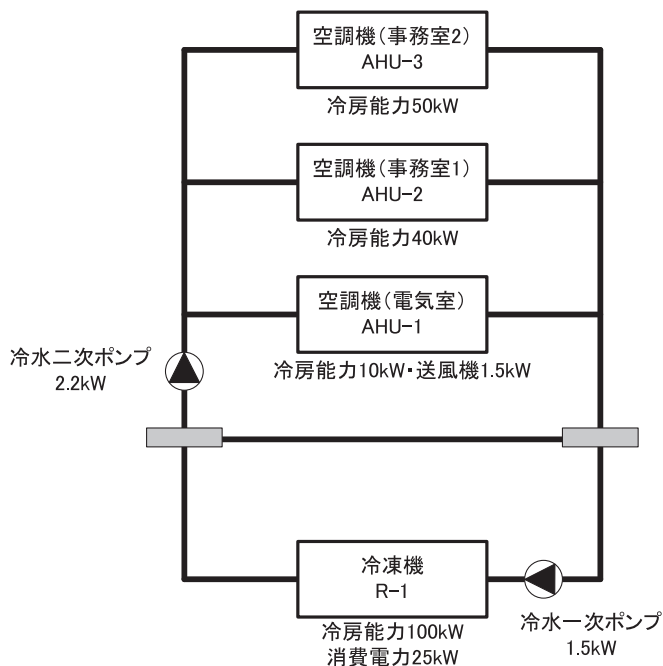 空調機(事務室2)
AHU-3
冷房能力50kW
空調機(事務室1)
AHU-2
冷房能力40kW
空調機(電気室)
AHU-1
冷房能力10kW・送風機1.5kW
冷水二次ポンプ
2.2kW
冷凍機
R-1
冷房能力100kW
消費電力25kW
冷水一次ポンプ
1.5kW